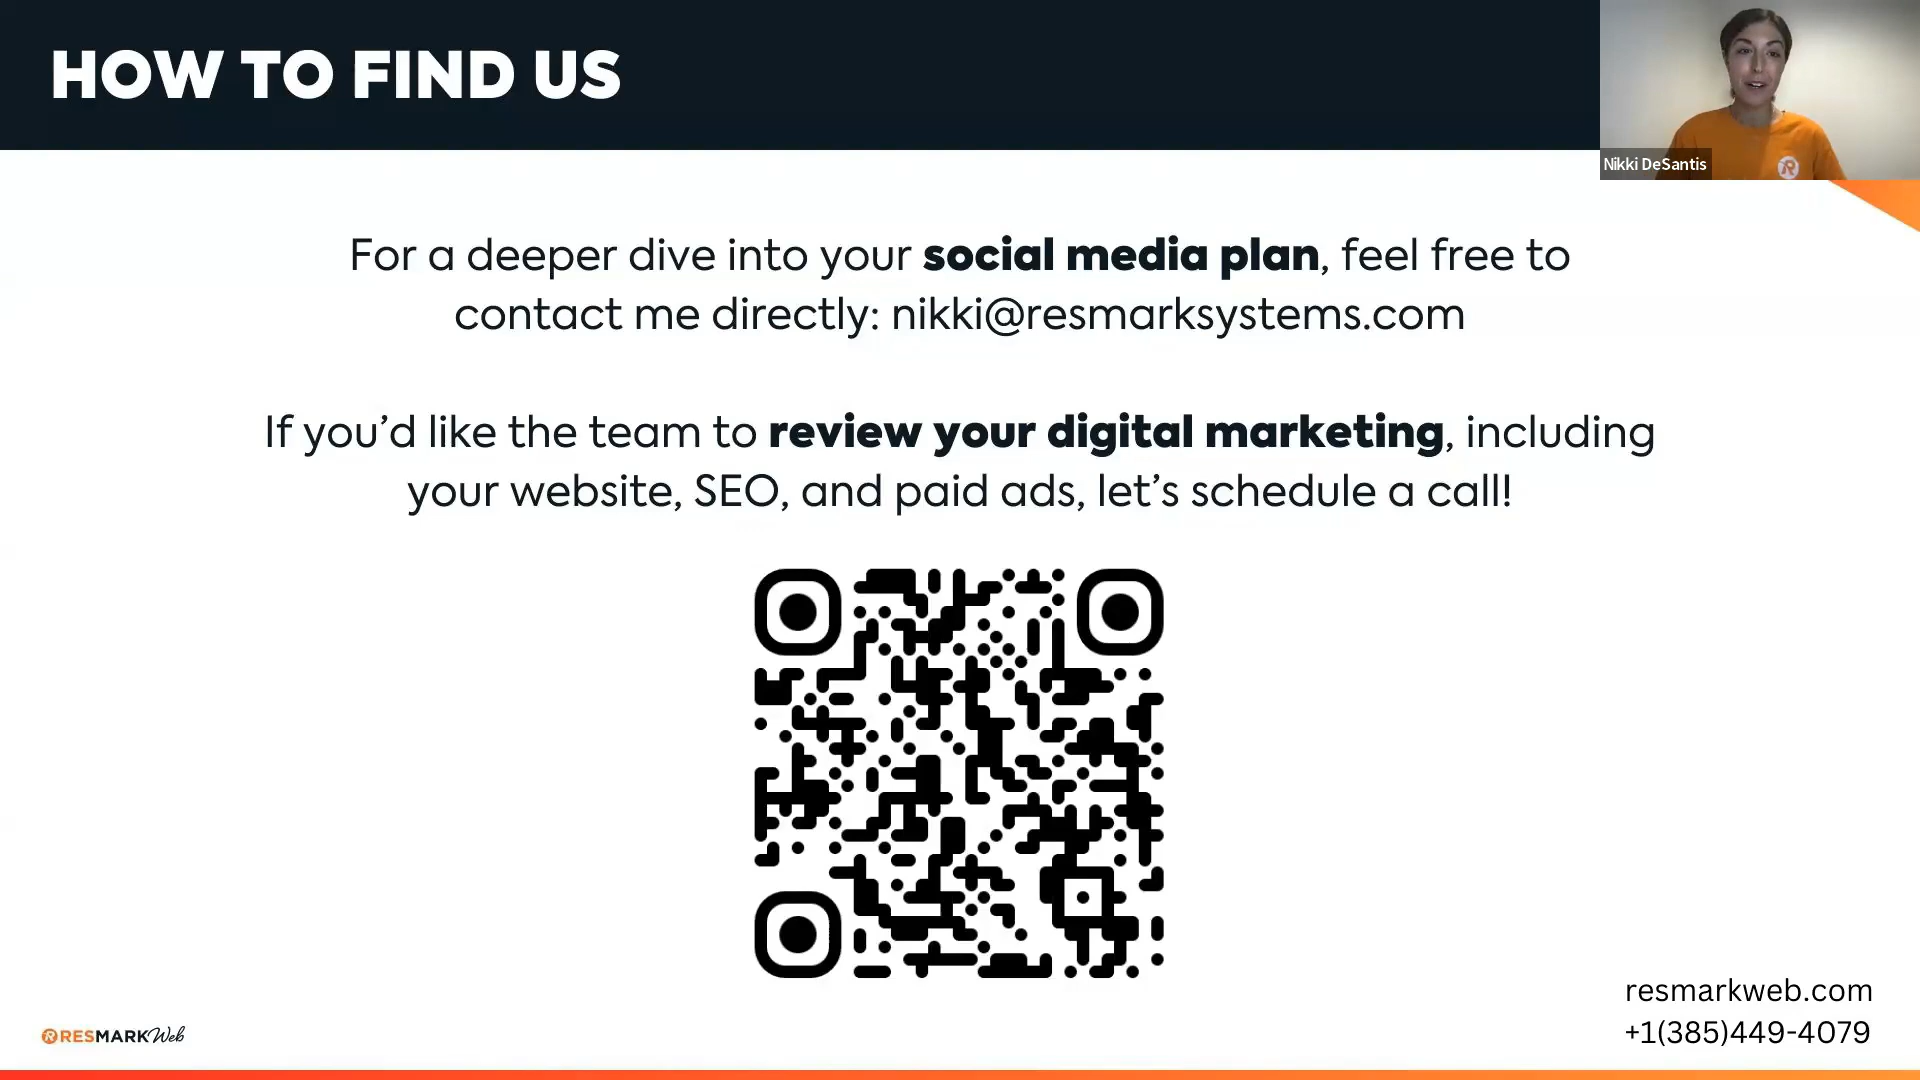 HOW TO FIND US
Nikki DeSantis
For a deeper dive into your social media plan, feel free to
contact me directly: nikki@resmarksystems.com
If you’d like the team to review your digital marketing, including
your website, SEO, and paid ads, let’s schedule a call!
resmarkweb.com
+1(385)449-4079
RESMARKWeb